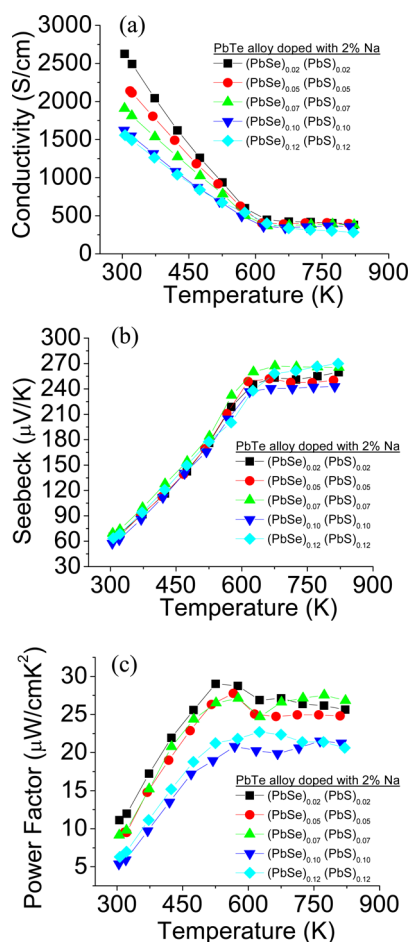 (a)
Conductivity (S/cm)
3000
2500
2000
1500
1000
500
0
PbTe alloy doped with 2% Na
(PbSe)0.02 (PbS)0.02
(PbSe)0.05 (PbS)0.05
(PbSe)0.07 (PbS)0.07
(PbSe)0.10 (PbS)0.10
(PbSe)0.12 (PbS)0.12
300 450 600 750 900
Temperature (K)
(b)
Seebeck (μV/K)
300
270
240
210
180
150
120
90
60
30
PbTe alloy doped with 2% Na
(PbSe)0.02 (PbS)0.02
(PbSe)0.05 (PbS)0.05
(PbSe)0.07 (PbS)0.07
(PbSe)0.10 (PbS)0.10
(PbSe)0.12 (PbS)0.12
300 450 600 750 900
Temperature (K)
(c)
Power Factor (μW/cmK²)
30
25
20
15
10
5
PbTe alloy doped with 2% Na
(PbSe)0.02 (PbS)0.02
(PbSe)0.05 (PbS)0.05
(PbSe)0.07 (PbS)0.07
(PbSe)0.10 (PbS)0.10
(PbSe)0.12 (PbS)0.12
300 450 600 750 900
Temperature (K)